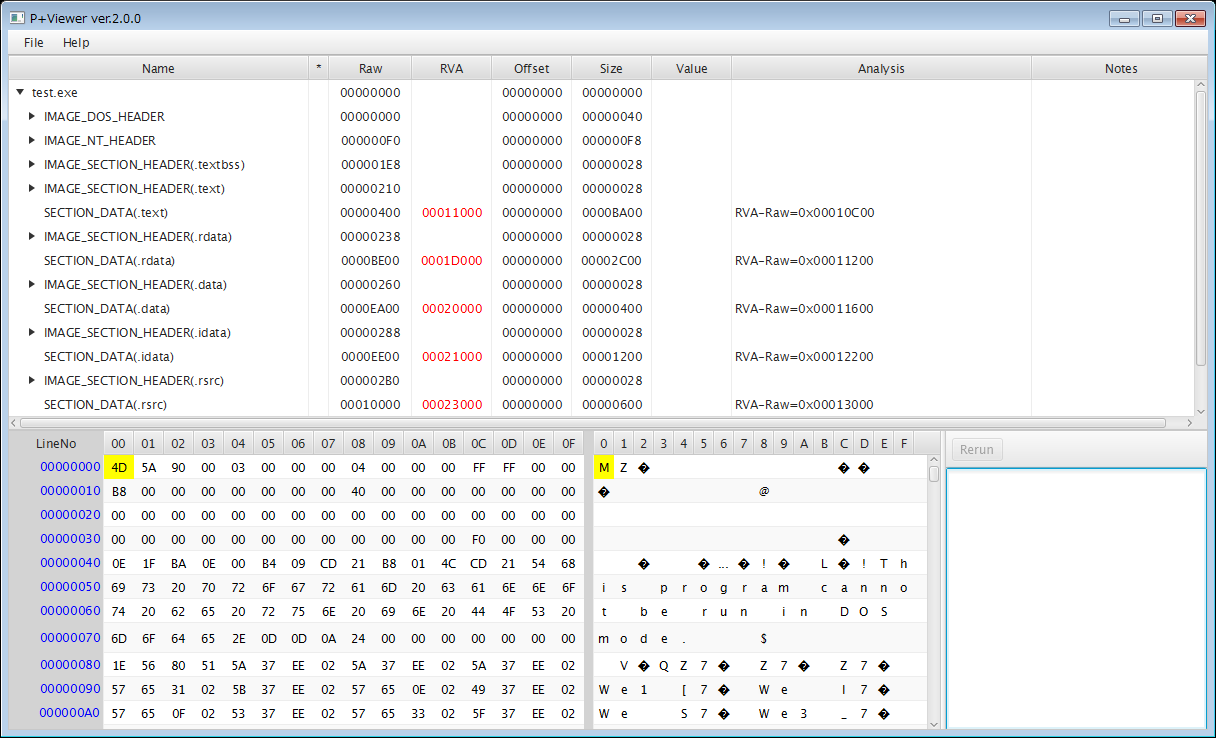 P+Viewer ver.2.0.0
File Help
Name * Raw RVA Offset Size Value Analysis Notes
test.exe 00000000 00000000 00000000
IMAGE_DOS_HEADER 00000000 00000000 00000040
IMAGE_NT_HEADER 000000F0 00000000 000000F8
IMAGE_SECTION_HEADER(.textbss) 000001E8 00000000 00000028
IMAGE_SECTION_HEADER(.text) 00000210 00000000 00000028
SECTION_DATA(.text) 00000400 00011000 00000000 0000BA00 RVA-Raw=0x00010C00
IMAGE_SECTION_HEADER(.rdata) 00000238 00000000 00000028
SECTION_DATA(.rdata) 0000BE00 0001D000 00000000 00002C00 RVA-Raw=0x00011200
IMAGE_SECTION_HEADER(.data) 00000260 00000000 00000028
SECTION_DATA(.data) 0000EA00 00020000 00000000 00000400 RVA-Raw=0x00011600
IMAGE_SECTION_HEADER(.idata) 00000288 00000000 00000028
SECTION_DATA(.idata) 0000EE00 00021000 00000000 00001200 RVA-Raw=0x00012200
IMAGE_SECTION_HEADER(.rsrc) 000002B0 00000000 00000028
SECTION_DATA(.rsrc) 00010000 00023000 00000000 00000600 RVA-Raw=0x00013000
LineNo 00 01 02 03 04 05 06 07 08 09 0A 0B 0C 0D 0E 0F 0 1 2 3 4 5 6 7 8 9 A B C D E F Rerun
00000000 4D 5A 90 00 03 00 00 00 04 00 00 00 FF FF 00 00 M Z � � �
00000010 B8 00 00 00 00 00 00 00 40 00 00 00 00 00 00 00 � @
00000020 00 00 00 00 00 00 00 00 00 00 00 00 00 00 00 00
00000030 00 00 00 00 00 00 00 00 00 00 00 00 F0 00 00 00 �
00000040 0E 1F BA 0E 00 B4 09 CD 21 B8 01 4C CD 21 54 68 � � ... � ! � L � ! T h
00000050 69 73 20 70 72 6F 67 72 61 6D 20 63 61 6E 6E 6F i s p r o g r a m c a n n o
00000060 74 20 62 65 20 72 75 6E 20 69 6E 20 44 4F 53 20 t b e r u n i n D O S
00000070 6D 6F 64 65 2E 0D 0D 0A 24 00 00 00 00 00 00 00 m o d e . $
00000080 1E 56 80 51 5A 37 EE 02 5A 37 EE 02 5A 37 EE 02 V � Q Z 7 � Z 7 � Z 7 �
00000090 57 65 31 02 5B 37 EE 02 57 65 0E 02 49 37 EE 02 W e 1 [ 7 � W e I 7 �
000000A0 57 65 0F 02 53 37 EE 02 57 65 33 02 5F 37 EE 02 W e S 7 � W e 3 _ 7 �